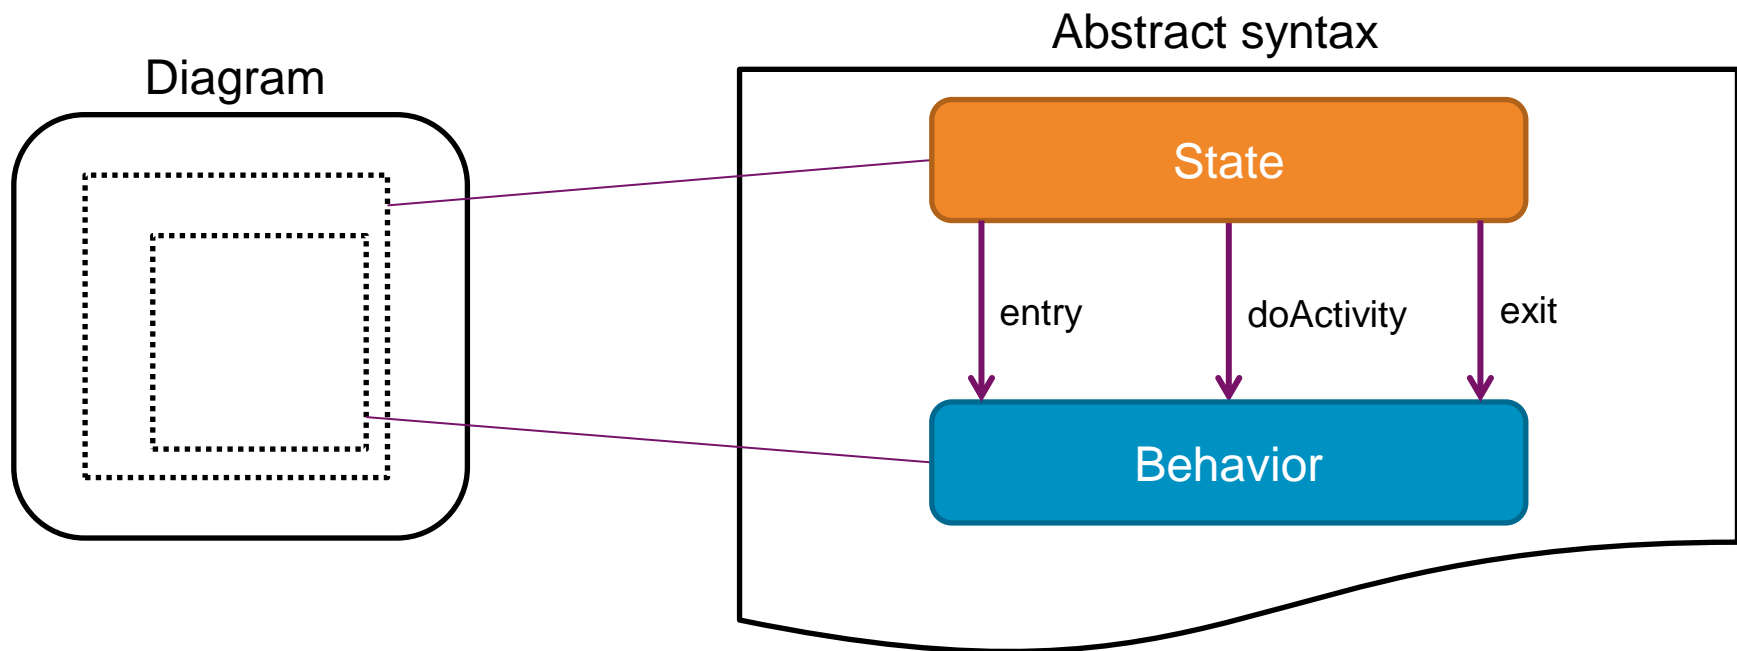 Abstract syntax
Diagram
State
entry
doActivity
exit
Behavior